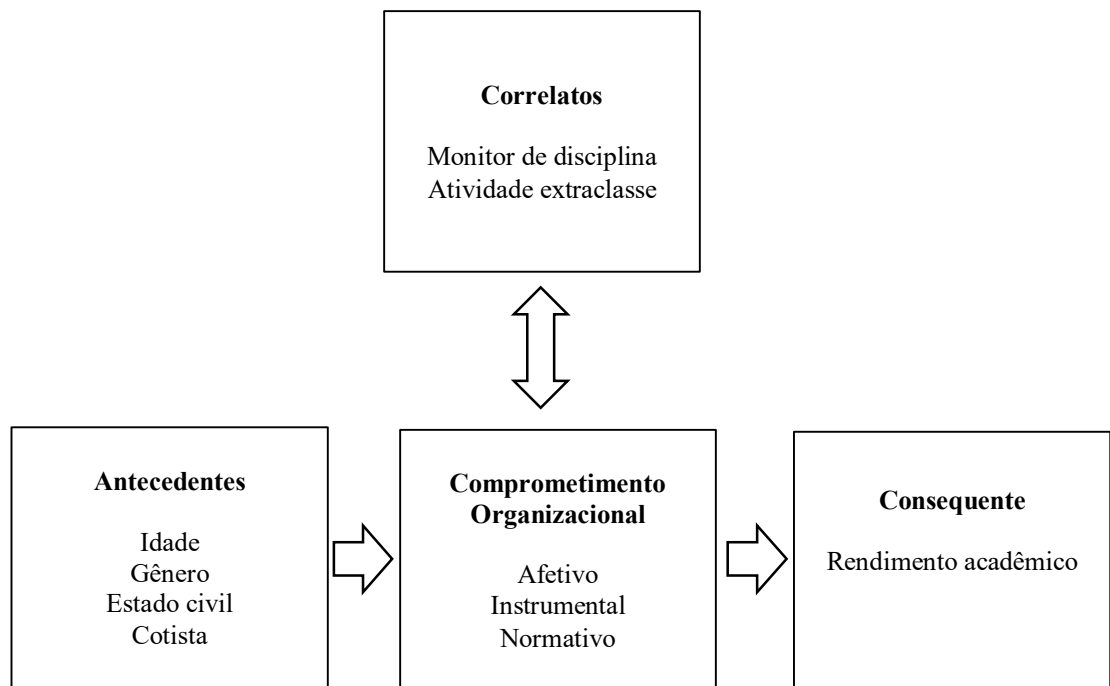 Correlatos
Monitor de disciplina
Atividade extraclasse
Antecedentes
Idade
Gênero
Estado civil
Cotista
Comprometimento
Organizacional
Afetivo
Instrumental
Normativo
Consequente
Rendimento acadêmico